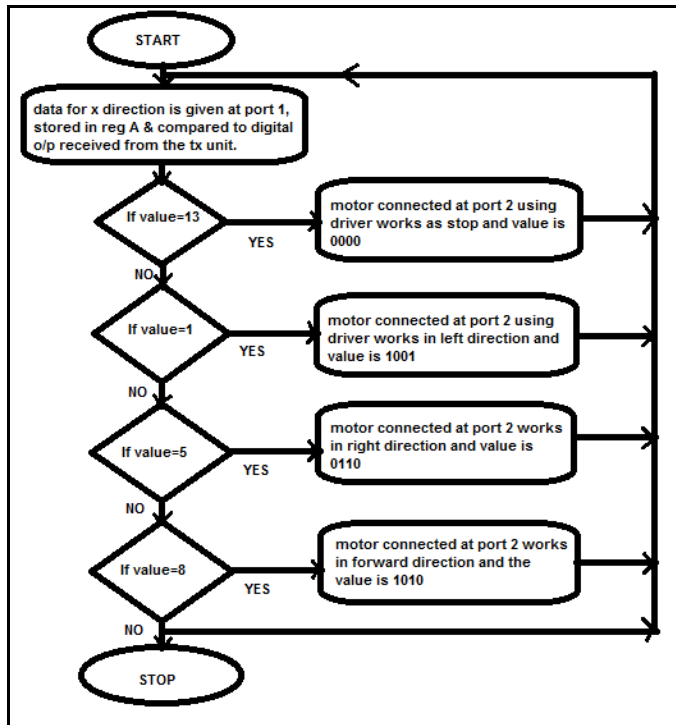 START
data for x direction is given at port 1,
stored in reg A & compared to digital
o/p received from the tx unit.
If value=13
YES
motor connected at port 2 using
driver works as stop and value is
0000
NO
If value=1
YES
motor connected at port 2 using
driver works in left direction and
value is 1001
NO
If value=5
YES
motor connected at port 2 works
in right direction and value is
0110
NO
If value=8
YES
motor connected at port 2 works
in forward direction and the
value is 1010
NO
STOP